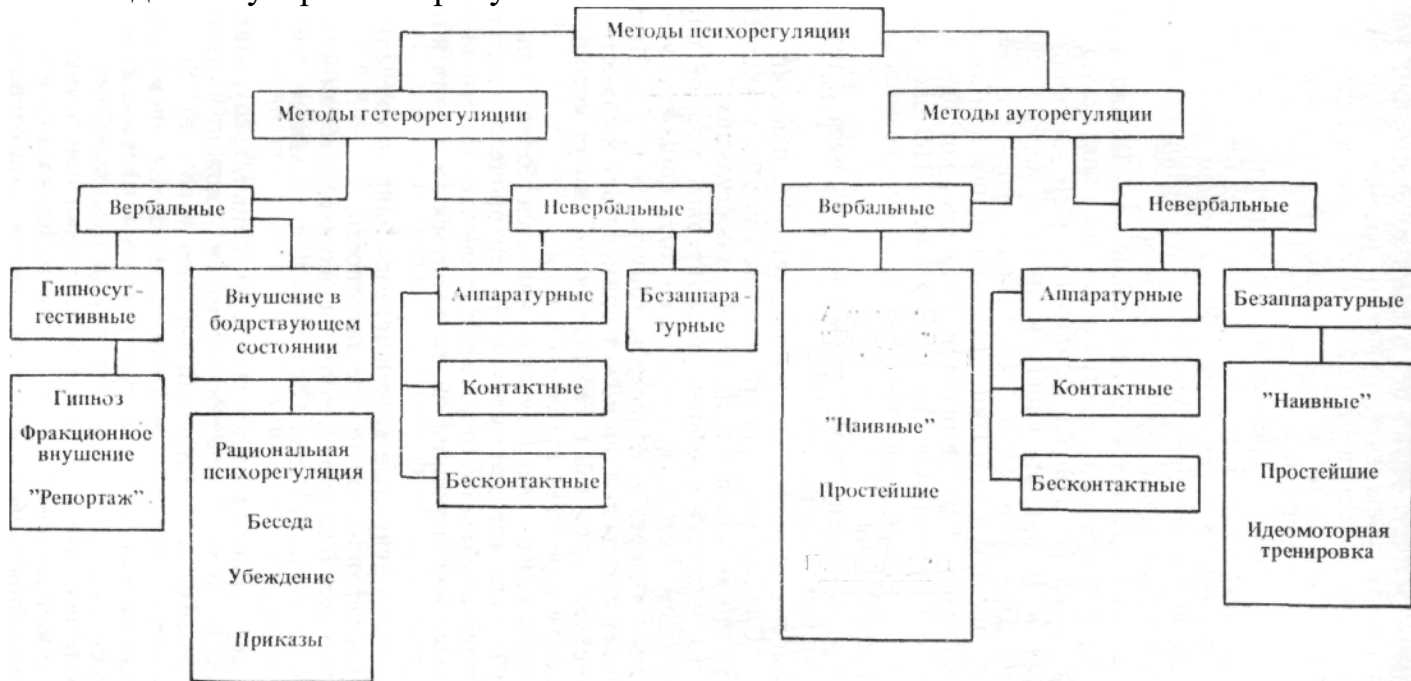 Методы психорегуляции
Методы гетерорегуляции
Методы ауторегуляции
Вербальные
Невербальные
Вербальные
Невербальные
Гипносуг-
гестивные
Внушение в
бодрствующем
состоянии
Аппаратурные
Безаппара-
турные
Аппаратурные
Безаппаратурные
Контактные
Контактные
Бесконтактные
Бесконтактные
Гипноз
Фракционное
внушение
"Репортаж"
Рациональная
психорегуляция
Беседа
Убеждение
Приказы
"Наивные"
Простейшие
"Наивные"
Простейшие
Идеомоторная
тренировка